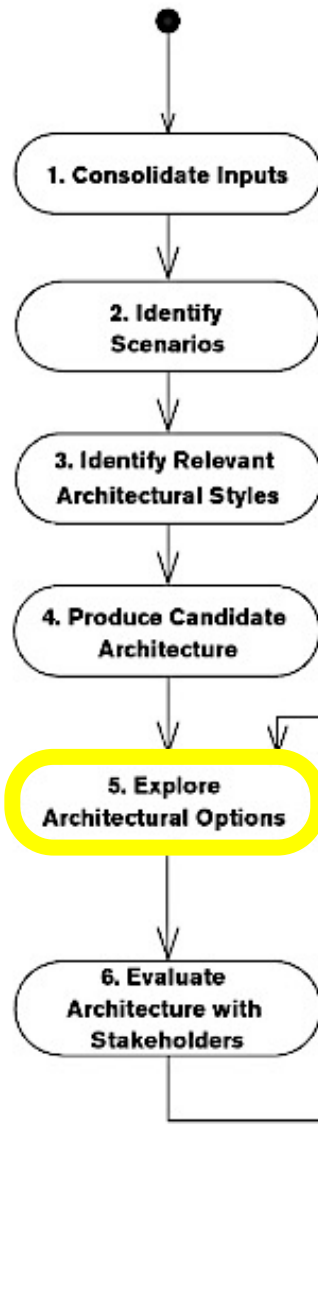 1. Consolidate Inputs
2. Identify
Scenarios
3. Identify Relevant
Architectural Styles
4. Produce Candidate
Architecture
5. Explore
Architectural Options
6. Evaluate
Architecture with
Stakeholders